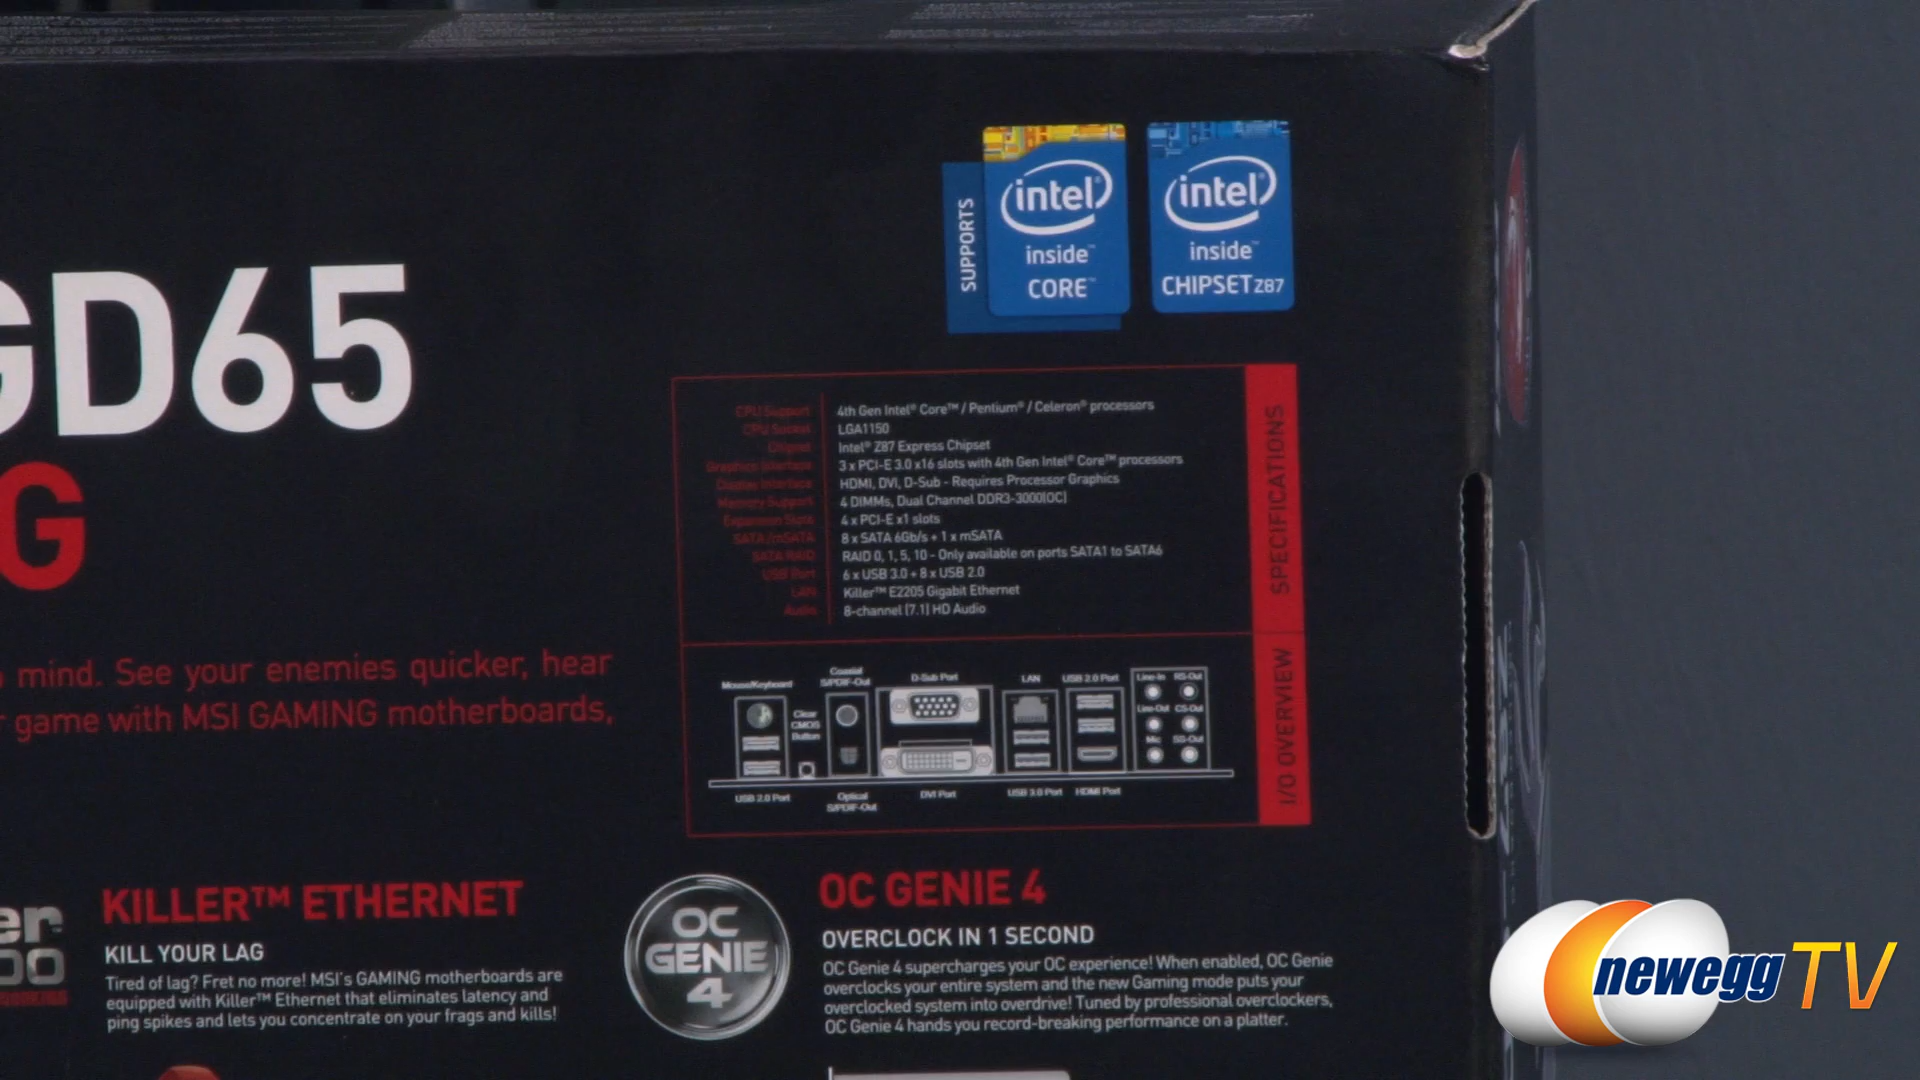 SUPPORTS
intel
inside™
CORE™
intel
inside™
CHIPSET Z87
GD65
G
CPU Support 4th Gen Intel® Core™ / Pentium® / Celeron® processors
CPU Socket LGA1150
Chipset Intel® Z87 Express Chipset
Graphics Interface 3 x PCI-E 3.0 x16 slots with 4th Gen Intel® Core™ processors
Display Interface HDMI, DVI, D-Sub - Requires Processor Graphics
Memory Support 4 DIMMs, Dual Channel DDR3-3000(OC)
Expansion Slots 4 x PCI-E x1 slots
SATA/mSATA 8 x SATA 6Gb/s + 1 x mSATA
SATA RAID RAID 0, 1, 5, 10 - Only available on ports SATA1 to SATA6
USB Port 6 x USB 3.0 + 8 x USB 2.0
LAN Killer™ E2205 Gigabit Ethernet
Audio 8-channel (7.1) HD Audio
SPECIFICATIONS
mind. See your enemies quicker, hear
game with MSI GAMING motherboards,
Mouse/Keyboard
Clear
CMOS
Button
Coaxial
S/PDIF-Out
D-Sub Port
LAN
USB 2.0 Port
Line-In RS-Out
Line-Out CS-Out
Mic SS-Out
USB 2.0 Port
Optical
S/PDIF-Out
DVI Port
USB 3.0 Port
HDMI Port
I/O OVERVIEW
er
00
KILLER™ ETHERNET
KILL YOUR LAG
Tired of lag? Fret no more! MSI's GAMING motherboards are
equipped with Killer™ Ethernet that eliminates latency and
ping spikes and lets you concentrate on your frags and kills!
OC
GENIE
4
OC GENIE 4
OVERCLOCK IN 1 SECOND
OC Genie 4 supercharges your OC experience! When enabled, OC Genie
overclocks your entire system and the new Gaming mode puts your
overclocked system into overdrive! Tuned by professional overclockers,
OC Genie 4 hands you record-breaking performance on a platter.
newegg TV